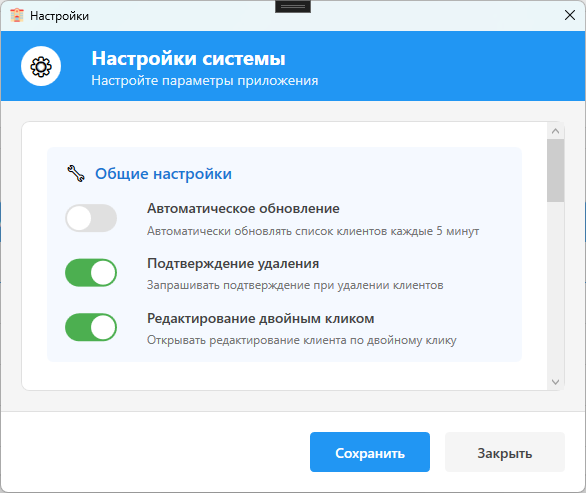 Настройки
Настройки системы
Настройте параметры приложения
Общие настройки
Автоматическое обновление
Автоматически обновлять список клиентов каждые 5 минут
Подтверждение удаления
Запрашивать подтверждение при удалении клиентов
Редактирование двойным кликом
Открывать редактирование клиента по двойному клику
Сохранить
Закрыть